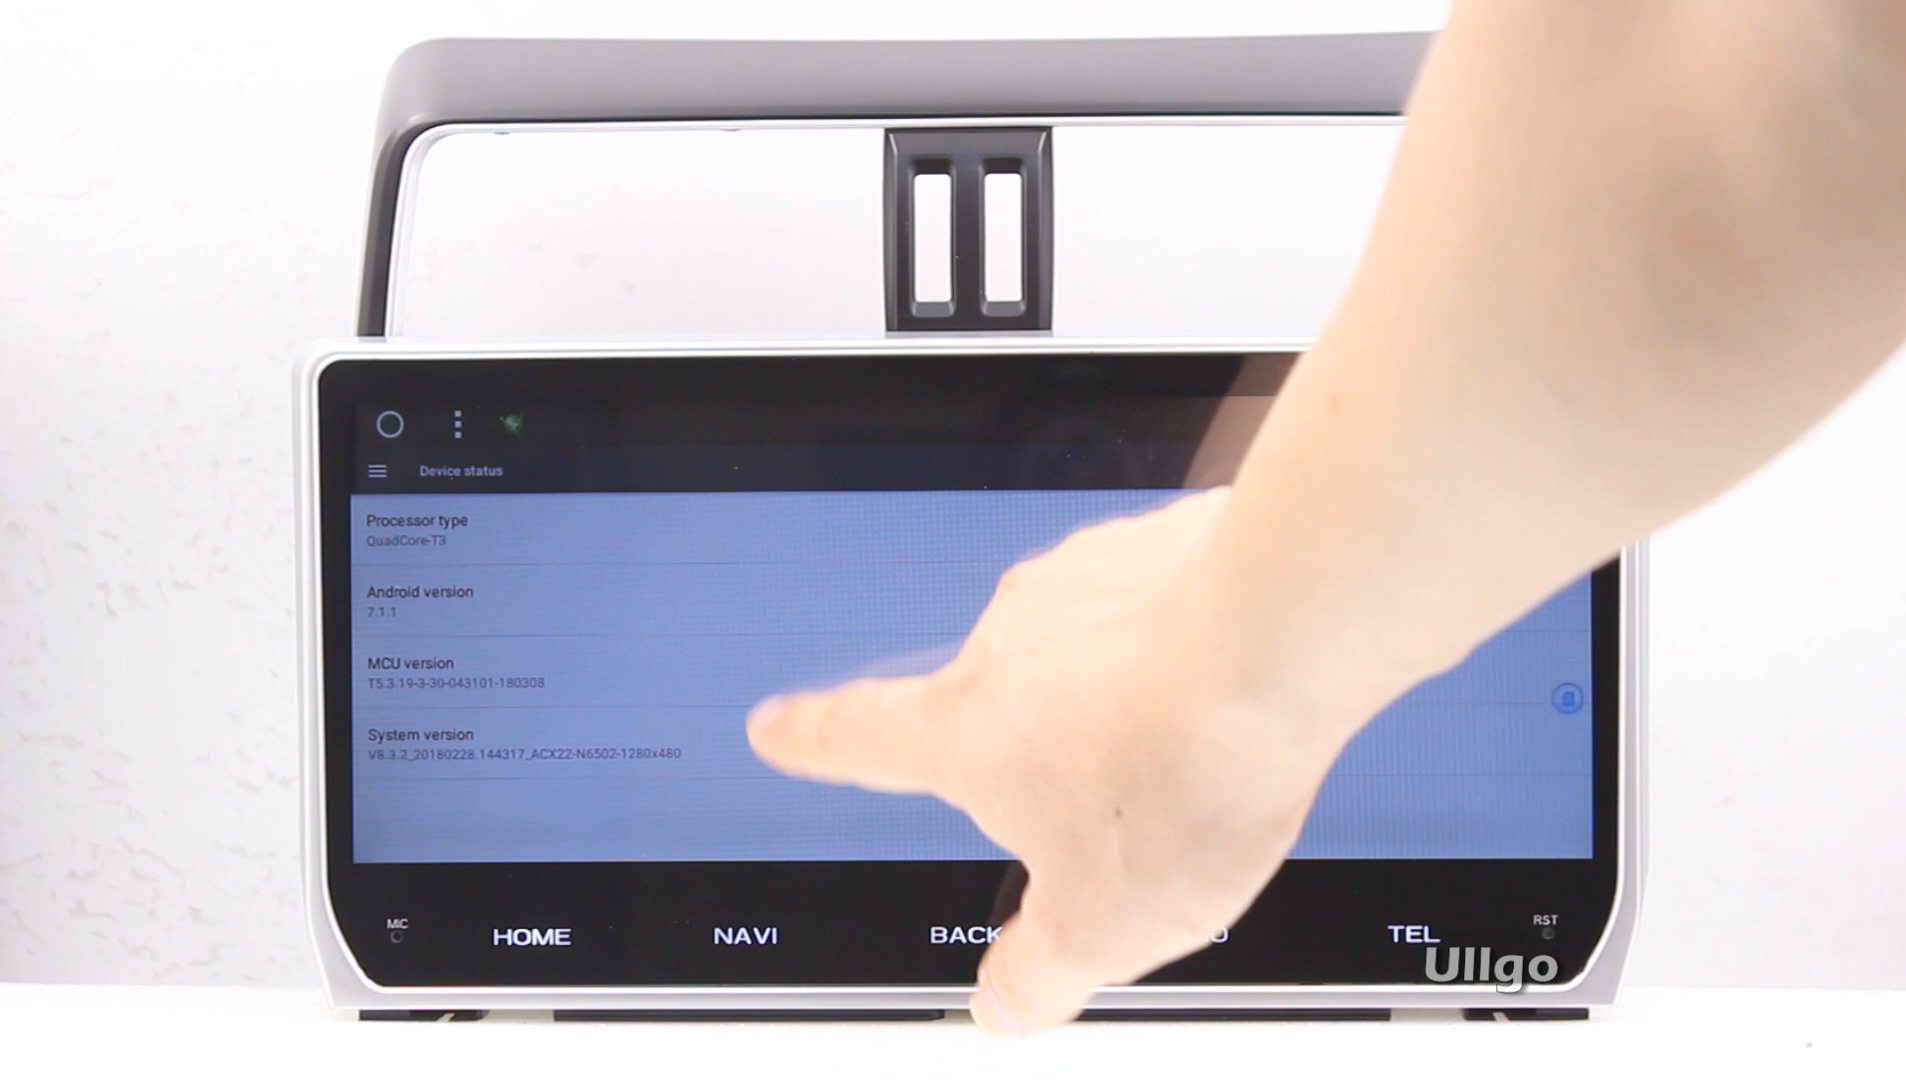 Device status
Processor type
QuadCore-T3
Android version
7.1.1
MCU version
T5.3.19-3-30-043101-180308
System version
V8.3.2_20180228.144317_ACX22-N6502-1280x480
MIC
HOME
NAVI
BACK
TEL
RST
Ullgo